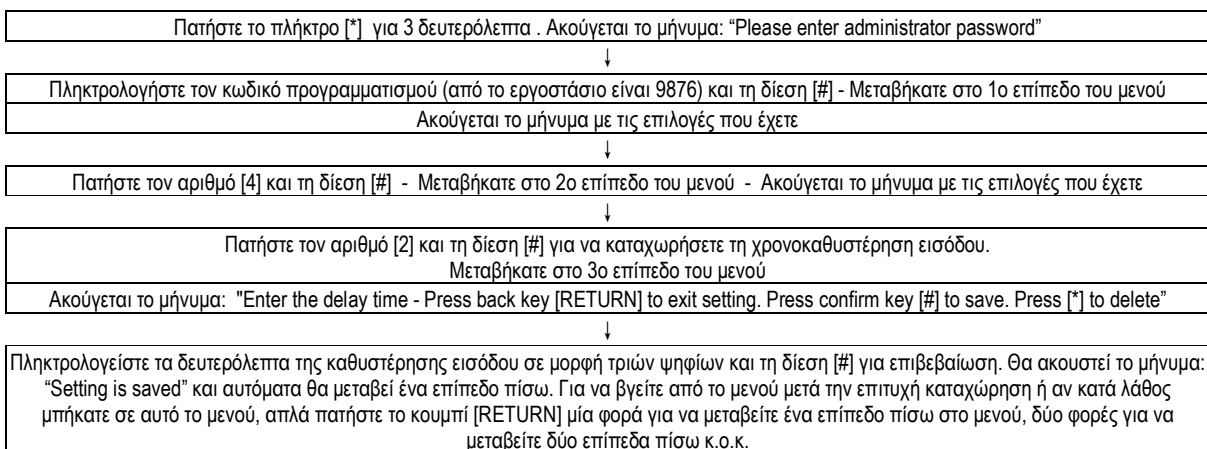 Πατήστε το πλήκτρο [*] για 3 δευτερόλεπτα . Ακούγεται το μήνυμα: “Please enter administrator password”
↓
Πληκτρολογήστε τον κωδικό προγραμματισμού (από το εργοστάσιο είναι 9876) και τη δίεση [#] - Μεταβήκατε στο 1ο επίπεδο του μενού
Ακούγεται το μήνυμα με τις επιλογές που έχετε
↓
Πατήστε τον αριθμό [4] και τη δίεση [#] - Μεταβήκατε στο 2ο επίπεδο του μενού - Ακούγεται το μήνυμα με τις επιλογές που έχετε
↓
Πατήστε τον αριθμό [2] και τη δίεση [#] για να καταχωρήσετε τη χρονοκαθυστέρηση εισόδου.
Μεταβήκατε στο 3ο επίπεδο του μενού
Ακούγεται το μήνυμα: "Enter the delay time - Press back key [RETURN] to exit setting. Press confirm key [#] to save. Press [*] to delete”
↓
Πληκτρολογείστε τα δευτερόλεπτα της καθυστέρησης εισόδου σε μορφή τριών ψηφίων και τη δίεση [#] για επιβεβαίωση. Θα ακουστεί το μήνυμα:
“Setting is saved” και αυτόματα θα μεταβεί ένα επίπεδο πίσω. Για να βγείτε από το μενού μετά την επιτυχή καταχώρηση ή αν κατά λάθος
μπήκατε σε αυτό το μενού, απλά πατήστε το κουμπί [RETURN] μία φορά για να μεταβείτε ένα επίπεδο πίσω στο μενού, δύο φορές για να
μεταβείτε δύο επίπεδα πίσω κ.ο.κ.